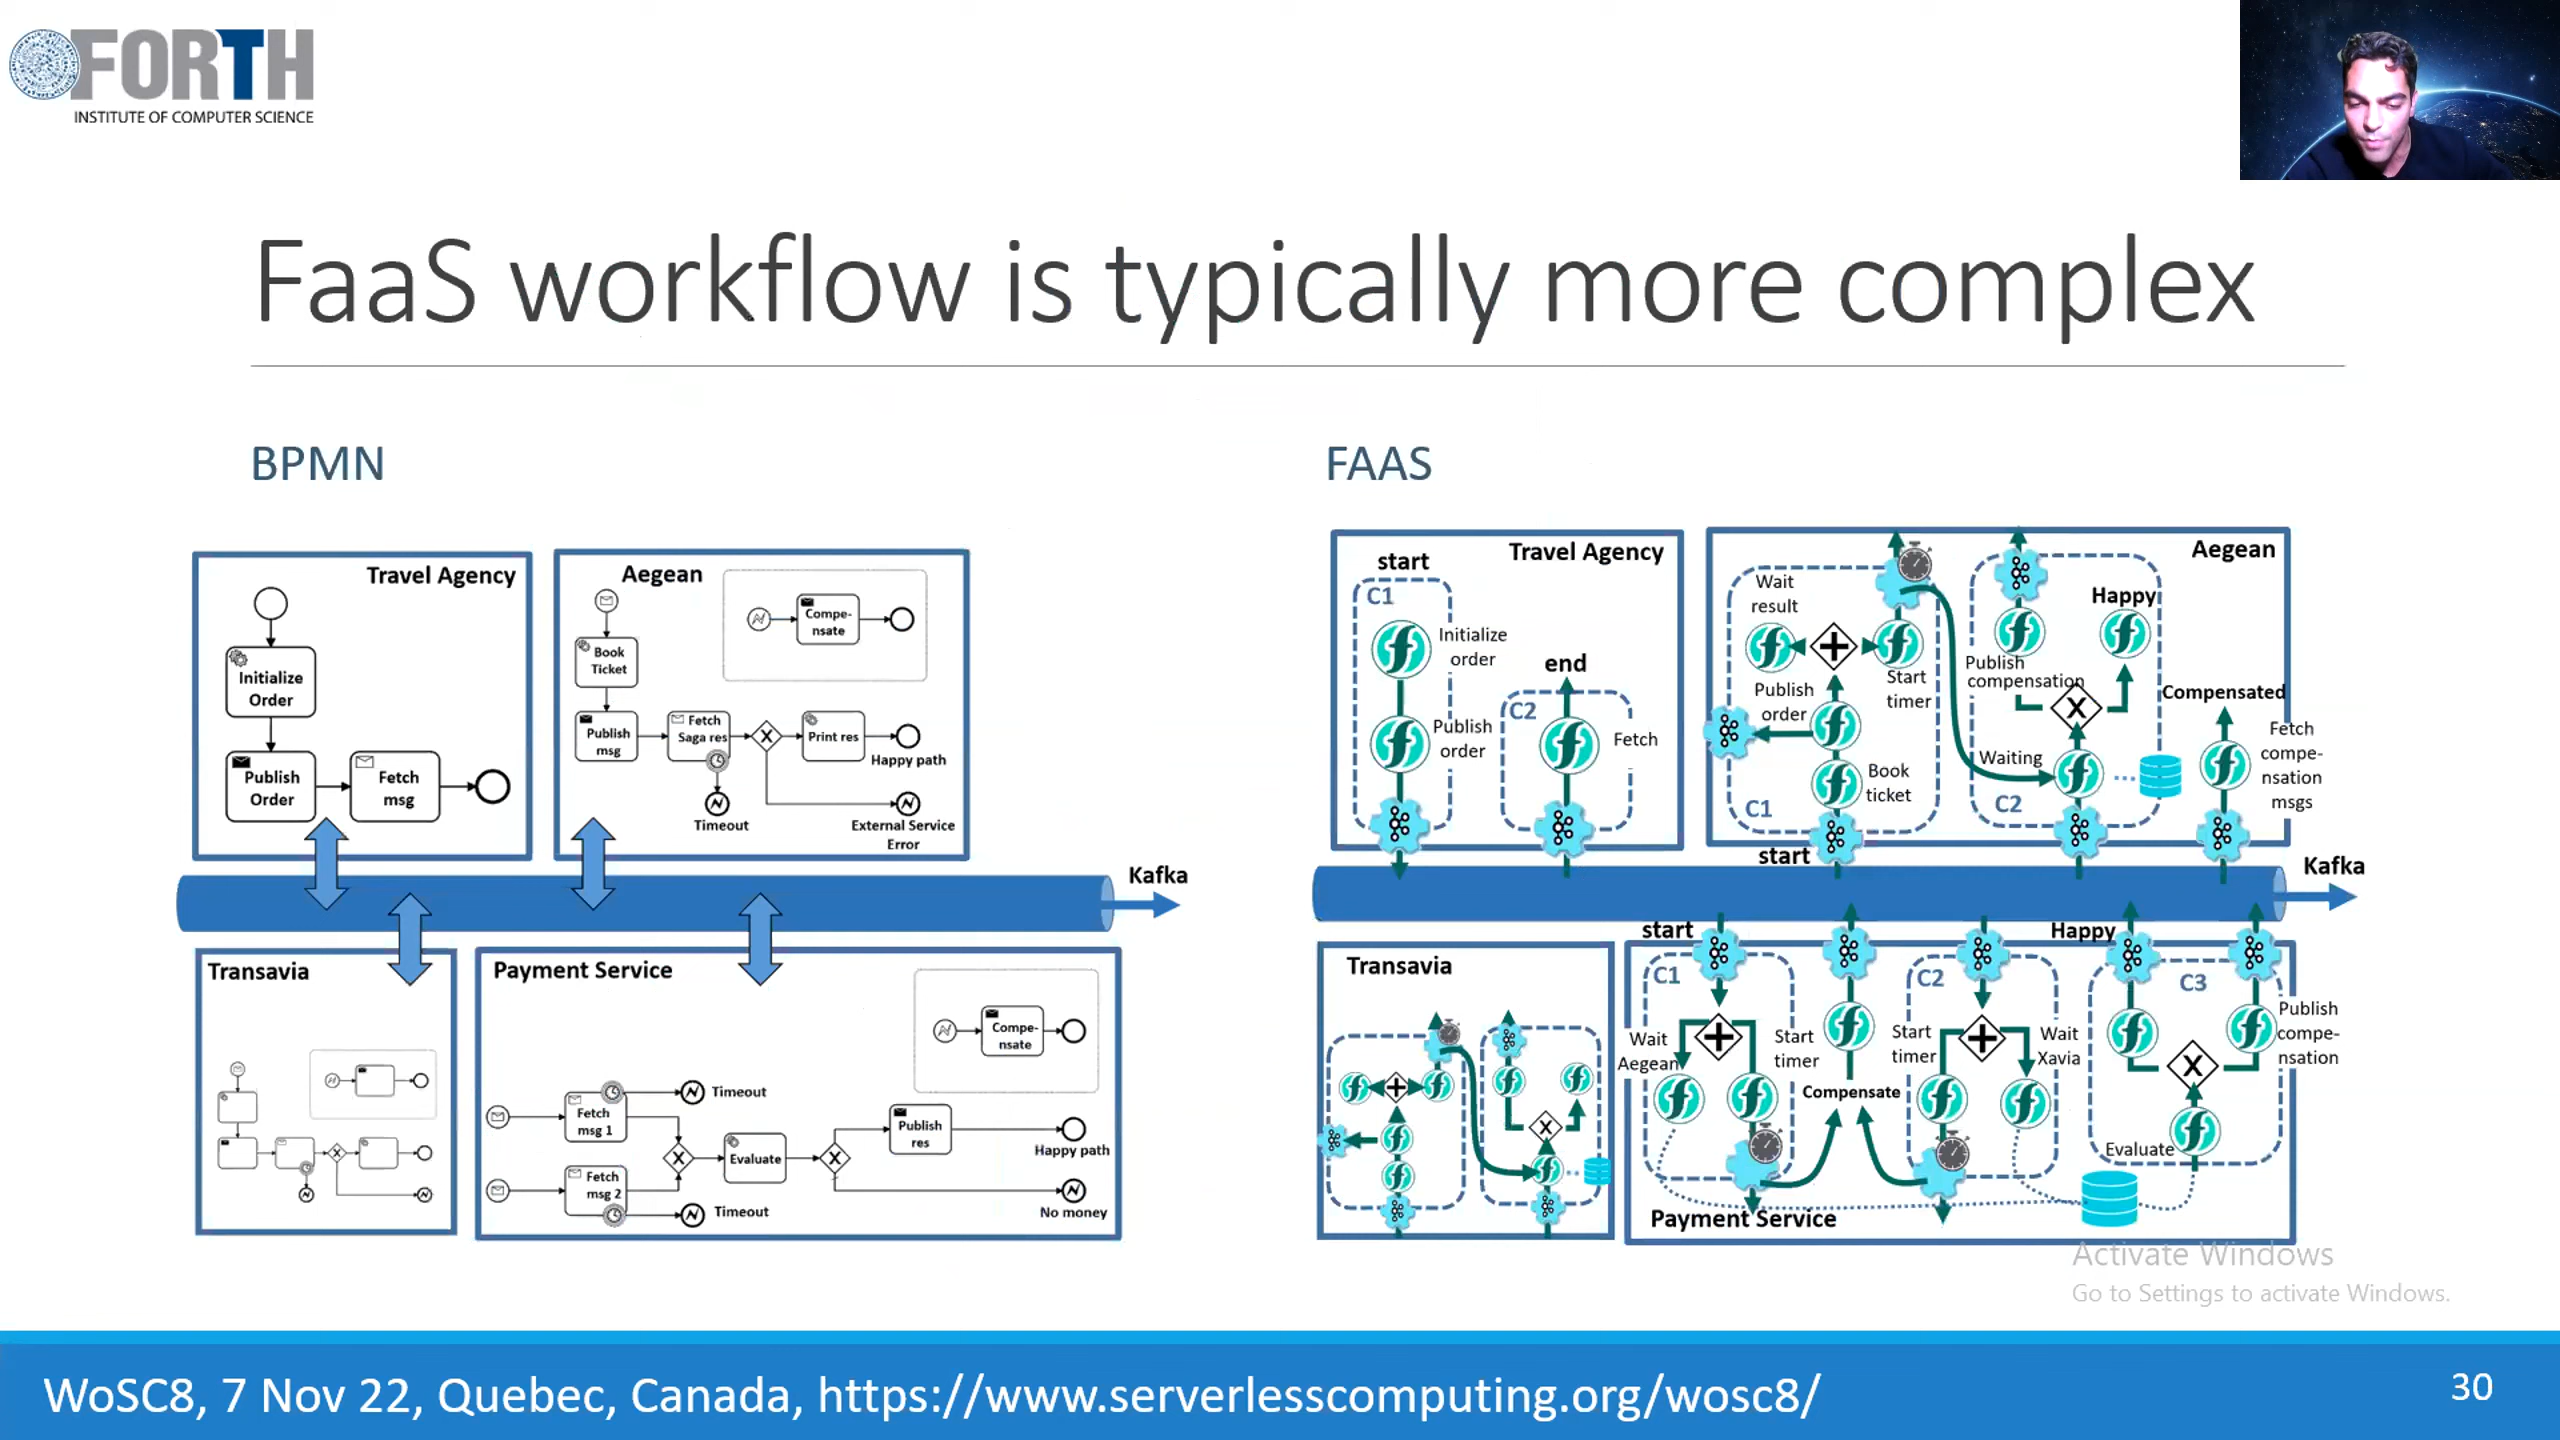 FORTH
INSTITUTE OF COMPUTER SCIENCE
FaaS workflow is typically more complex
BPMN
Travel Agency
Initialize
Order
Publish
Order
Fetch
msg
Aegean
Book
Ticket
Compe-
nsate
Publish
msg
Fetch
Saga res
X
Print res
Happy path
Timeout
External Service
Error
Kafka
Transavia
X
Payment Service
Compe-
nsate
Fetch
msg 1
Timeout
Fetch
msg 2
Timeout
X
Evaluate
X
Publish
res
Happy path
No money
FAAS
Travel Agency
start
C1
Initialize
order
Publish
order
end
C2
Fetch
Aegean
Wait
result
Publish
order
Start
timer
Book
ticket
C1
start
Publish
compensation
Happy
X
Waiting
C2
Compensated
Fetch
compe-
nsation
msgs
Kafka
Transavia
X
start
C1
Wait
Aegean
Start
timer
Compensate
Start
timer
C2
Wait
Xavia
Happy
C3
Publish
compe-
nsation
X
Evaluate
Payment Service
Activate Windows
Go to Settings to activate Windows.
WoSC8, 7 Nov 22, Quebec, Canada, https://www.serverlesscomputing.org/wosc8/
30